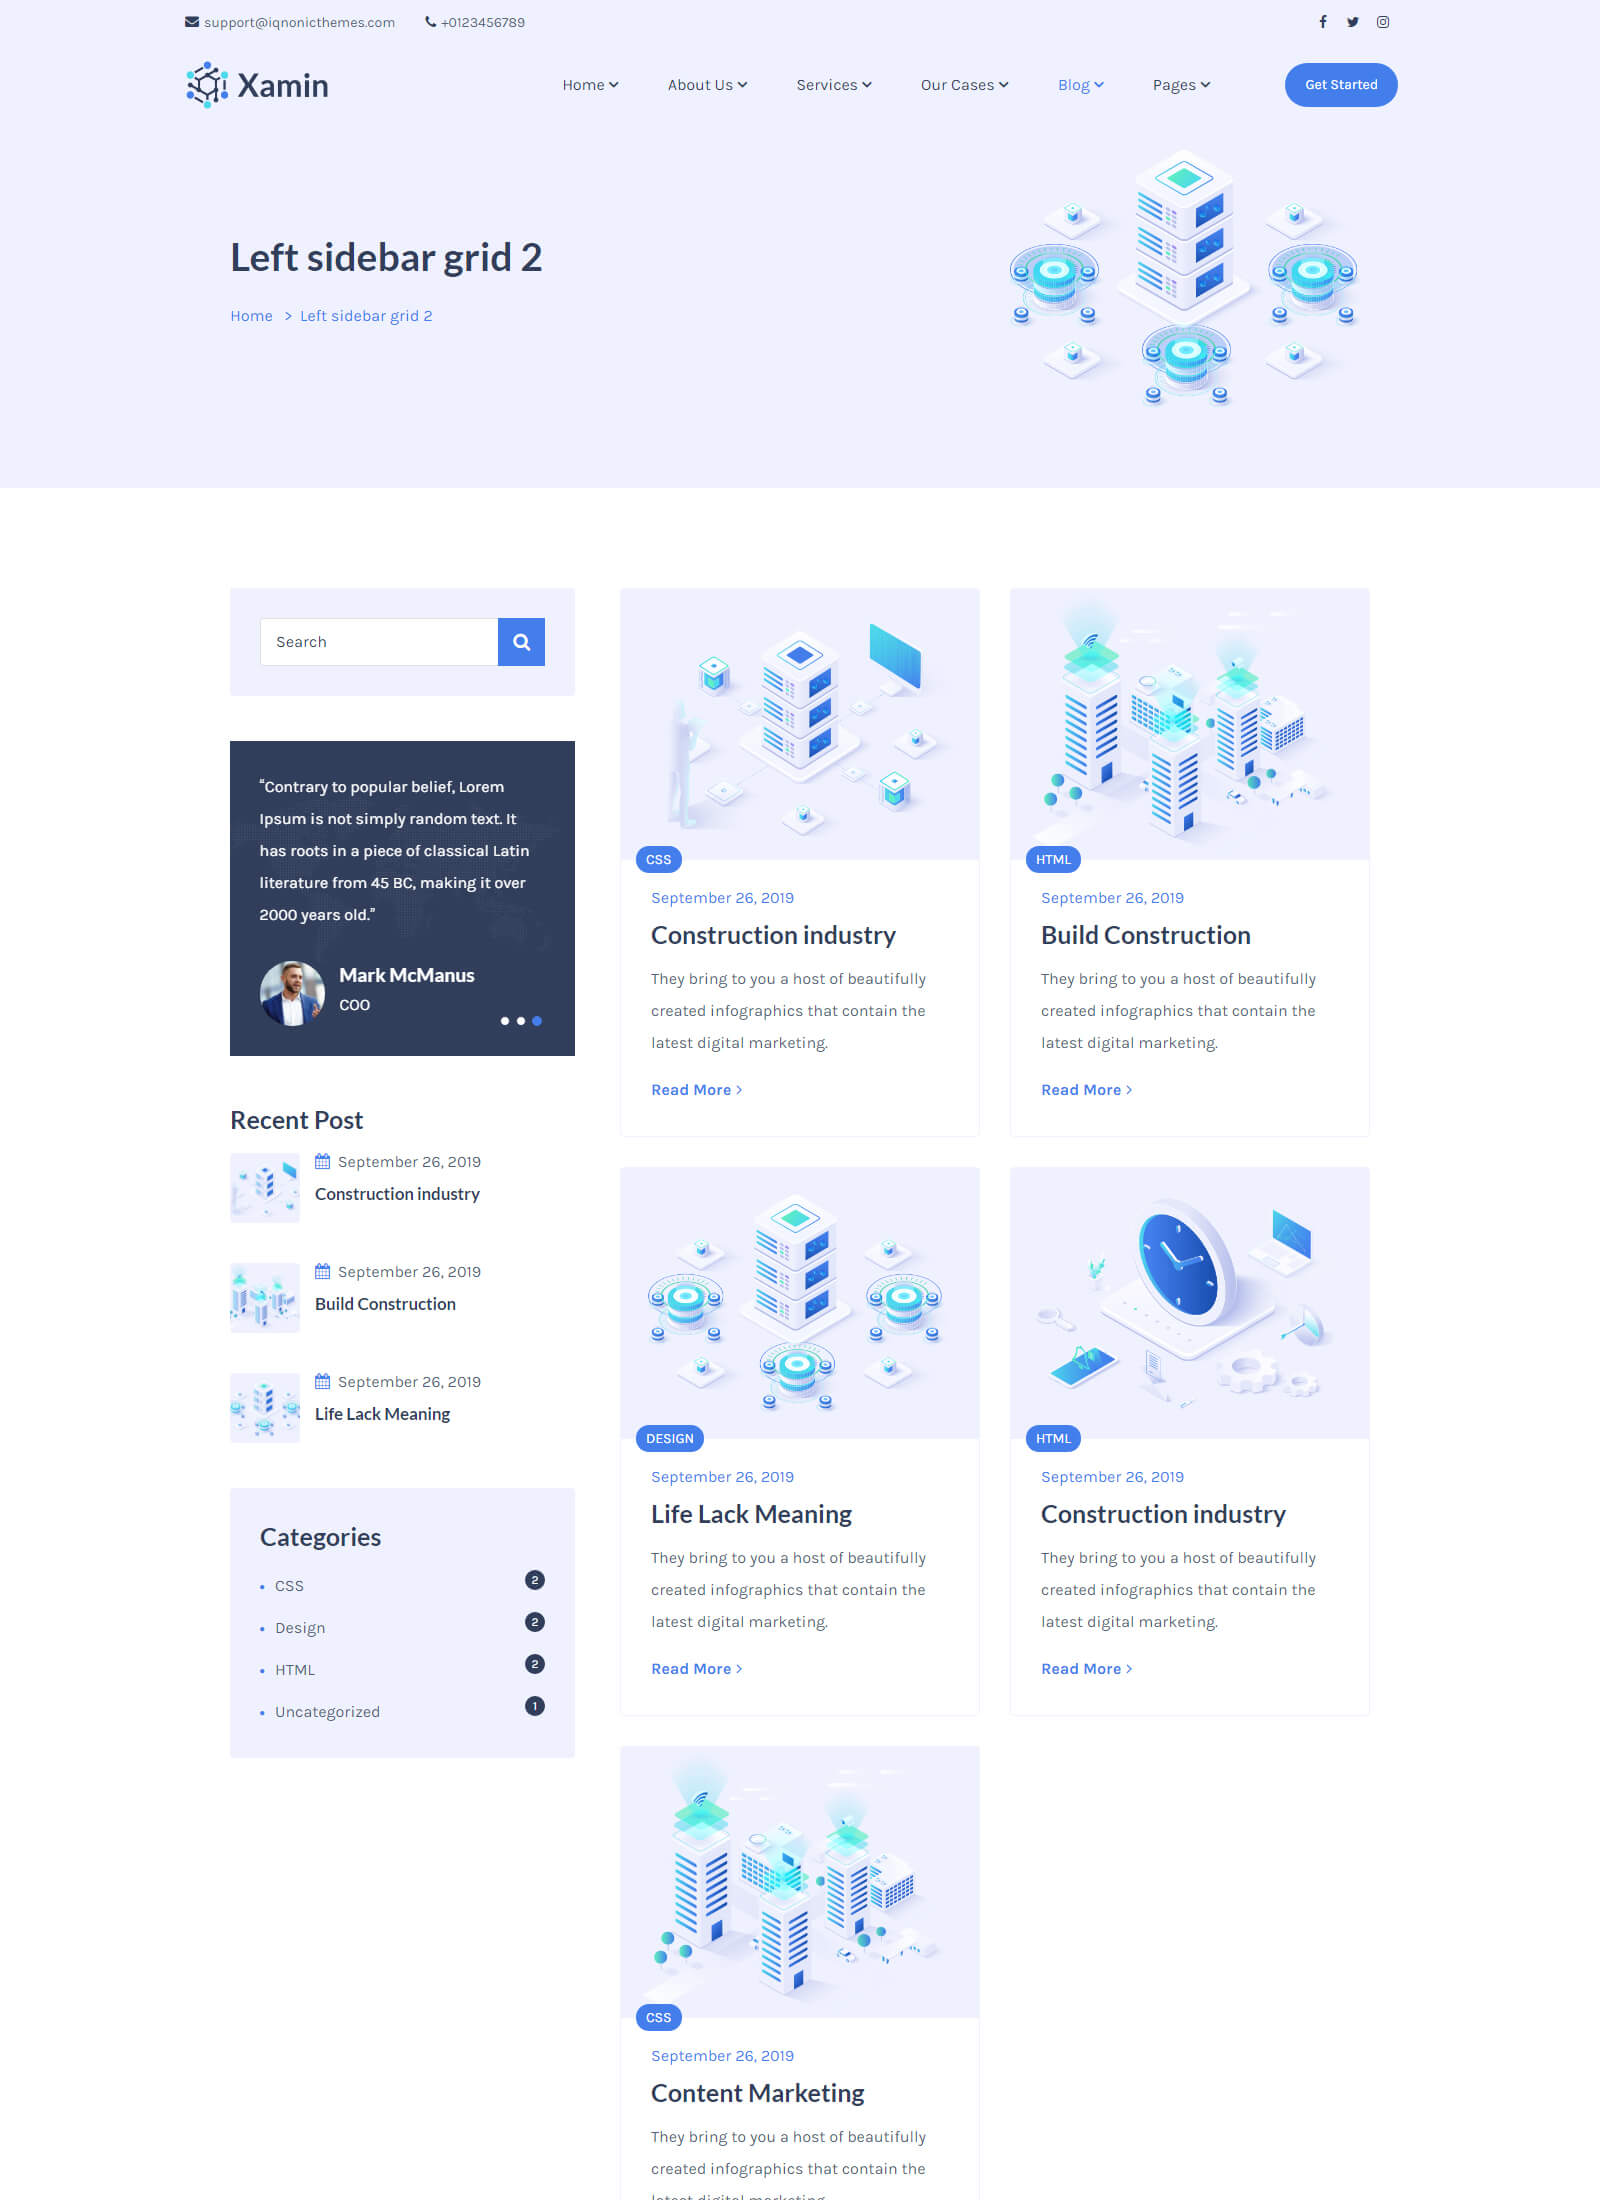 support@iqnonicthemes.com +0123456789
Xamin
Home About Us Services Our Cases Blog Pages Get Started
Left sidebar grid 2
Home > Left sidebar grid 2
Search
“Contrary to popular belief, Lorem
Ipsum is not simply random text. It
has roots in a piece of classical Latin
literature from 45 BC, making it over
2000 years old.”
Mark McManus
COO
Recent Post
September 26, 2019
Construction industry
September 26, 2019
Build Construction
September 26, 2019
Life Lack Meaning
Categories
CSS 2
Design 2
HTML 2
Uncategorized 1
CSS
September 26, 2019
Construction industry
They bring to you a host of beautifully
created infographics that contain the
latest digital marketing.
Read More
HTML
September 26, 2019
Build Construction
They bring to you a host of beautifully
created infographics that contain the
latest digital marketing.
Read More
DESIGN
September 26, 2019
Life Lack Meaning
They bring to you a host of beautifully
created infographics that contain the
latest digital marketing.
Read More
HTML
September 26, 2019
Construction industry
They bring to you a host of beautifully
created infographics that contain the
latest digital marketing.
Read More
CSS
September 26, 2019
Content Marketing
They bring to you a host of beautifully
created infographics that contain the